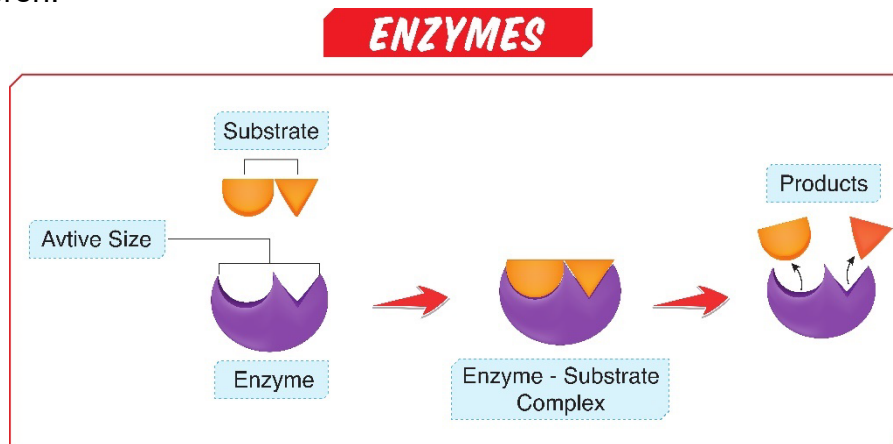 ENZYMES
Substrate
Avtive Size
Enzyme
Enzyme - Substrate
Complex
Products